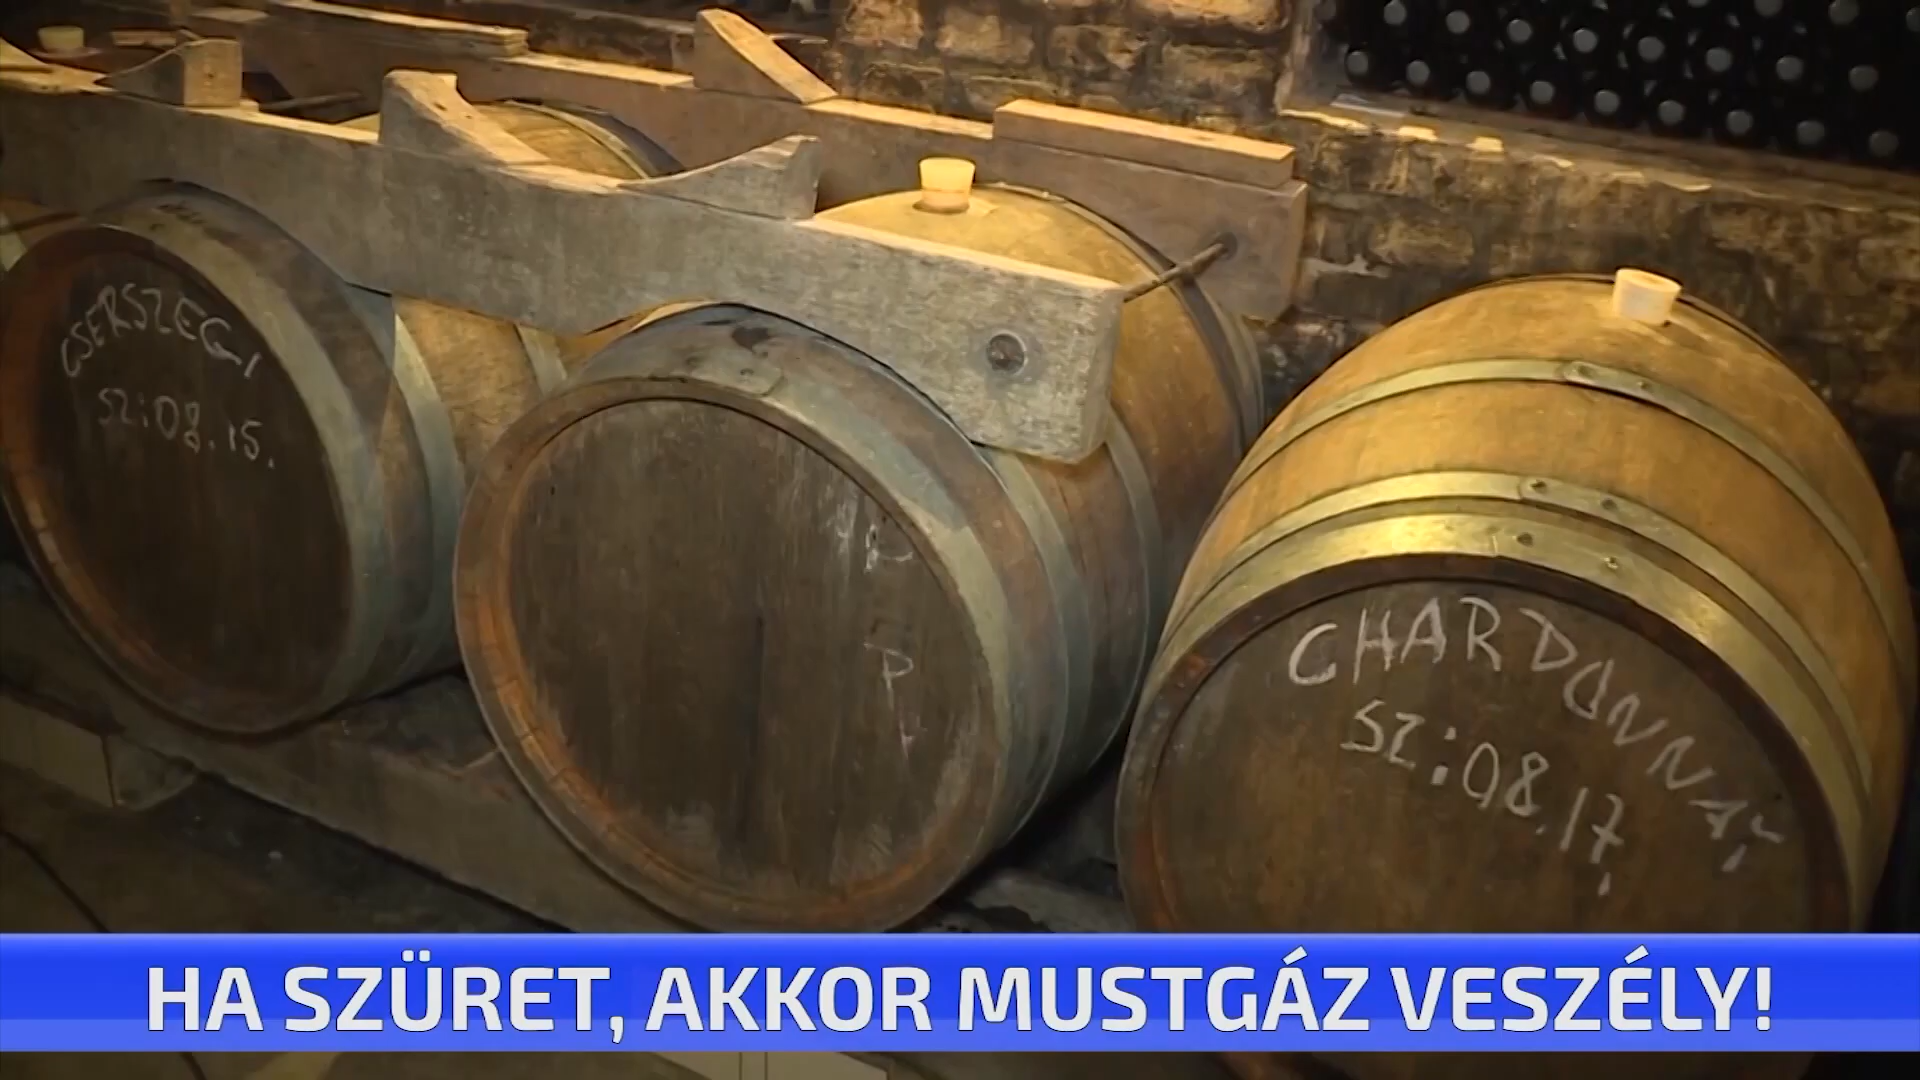 CSERSZEGI
SZ:08.15.
P
CHARDONNAY
SZ:08.17.
HA SZÜRET, AKKOR MUSTGÁZ VESZÉLY!